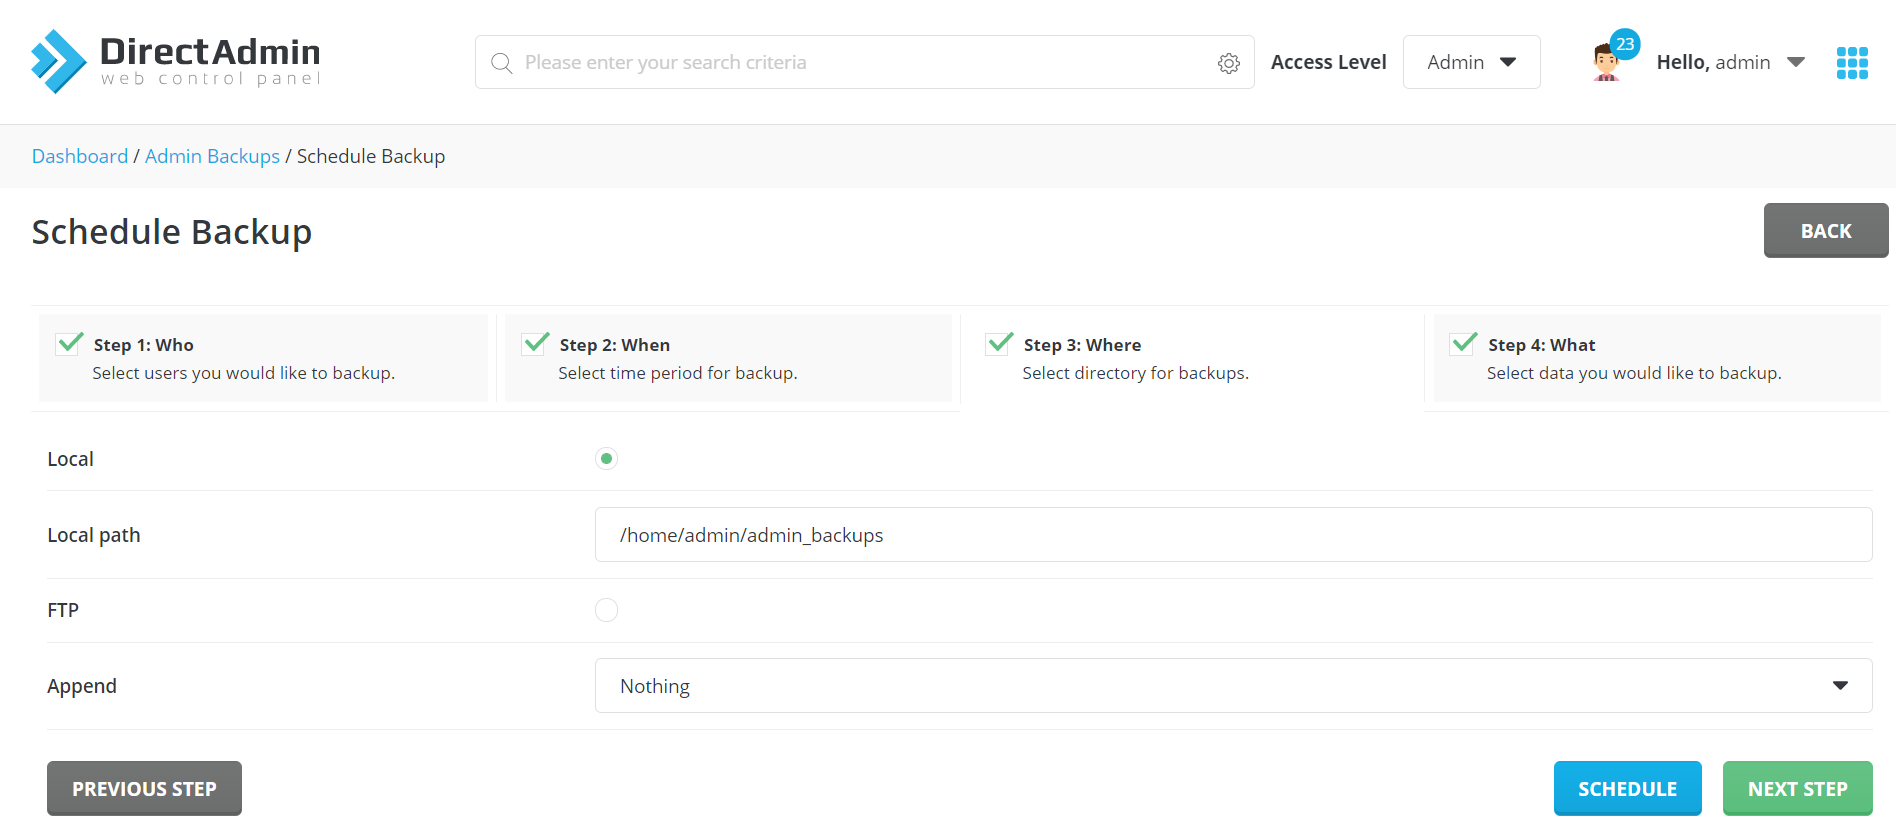 DirectAdmin
web control panel
Please enter your search criteria
Access Level
Admin
23
Hello, admin
Dashboard / Admin Backups / Schedule Backup
Schedule Backup
BACK
Step 1: Who
Select users you would like to backup.
Step 2: When
Select time period for backup.
Step 3: Where
Select directory for backups.
Step 4: What
Select data you would like to backup.
Local
Local path
/home/admin/admin_backups
FTP
Append
Nothing
PREVIOUS STEP
SCHEDULE
NEXT STEP